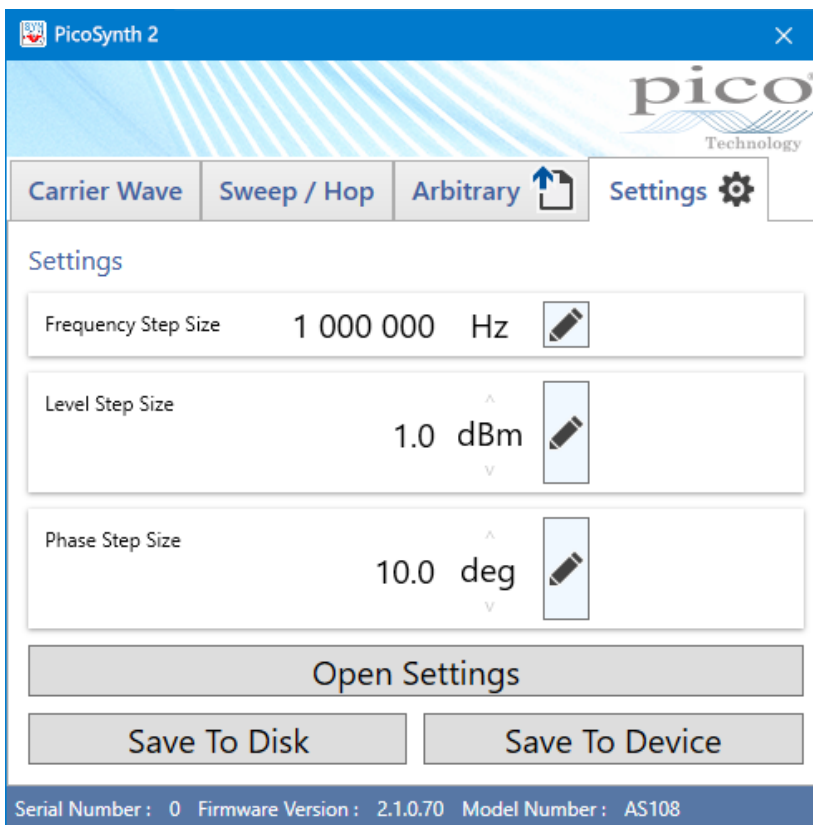 PicoSynth 2
pico
Technology
Carrier Wave Sweep / Hop Arbitrary Settings
Settings
Frequency Step Size 1 000 000 Hz
Level Step Size
1.0 dBm
Phase Step Size
10.0 deg
Open Settings
Save To Disk Save To Device
Serial Number : 0 Firmware Version : 2.1.0.70 Model Number : AS108